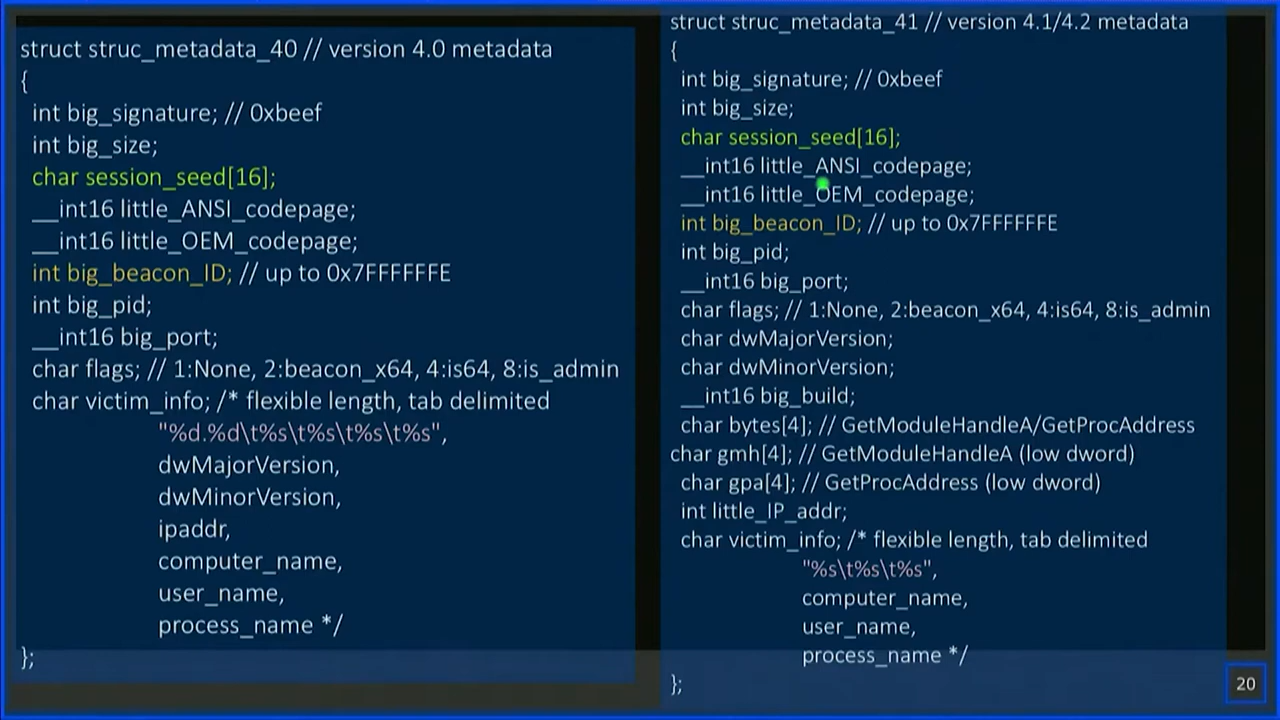 struct struc_metadata_40 // version 4.0 metadata
{
int big_signature; // 0xbeef
int big_size;
char session_seed[16];
__int16 little_ANSI_codepage;
__int16 little_OEM_codepage;
int big_beacon_ID; // up to 0x7FFFFFFE
int big_pid;
__int16 big_port;
char flags; // 1:None, 2:beacon_x64, 4:is64, 8:is_admin
char victim_info; /* flexible length, tab delimited
"%d.%d\t%s\t%s\t%s\t%s",
dwMajorVersion,
dwMinorVersion,
ipaddr,
computer_name,
user_name,
process_name */
};
struct struc_metadata_41 // version 4.1/4.2 metadata
{
int big_signature; // 0xbeef
int big_size;
char session_seed[16];
__int16 little_ANSI_codepage;
__int16 little_OEM_codepage;
int big_beacon_ID; // up to 0x7FFFFFFE
int big_pid;
__int16 big_port;
char flags; // 1:None, 2:beacon_x64, 4:is64, 8:is_admin
char dwMajorVersion;
char dwMinorVersion;
__int16 big_build;
char bytes[4]; // GetModuleHandleA/GetProcAddress
char gmh[4]; // GetModuleHandleA (low dword)
char gpa[4]; // GetProcAddress (low dword)
int little_IP_addr;
char victim_info; /* flexible length, tab delimited
"%s\t%s\t%s",
computer_name,
user_name,
process_name */
};
20